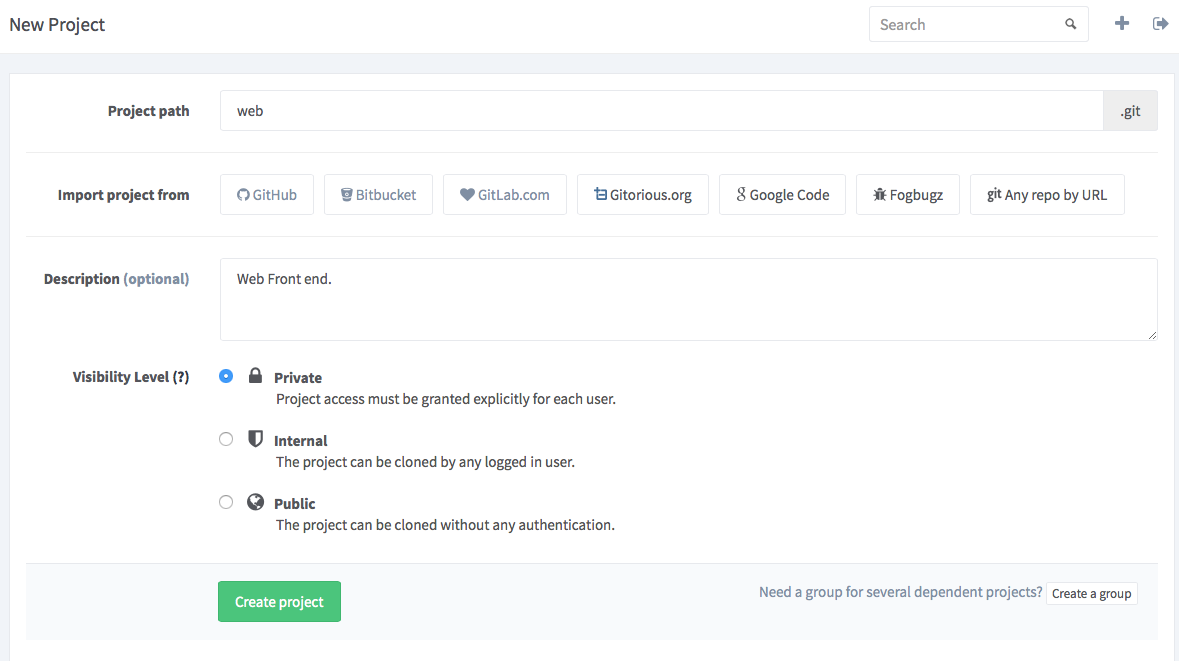 New Project
Search
Project path
web
.git
Import project from
GitHub
Bitbucket
GitLab.com
Gitorious.org
Google Code
Fogbugz
git Any repo by URL
Description (optional)
Web Front end.
Visibility Level (?)
Private
Project access must be granted explicitly for each user.
Internal
The project can be cloned by any logged in user.
Public
The project can be cloned without any authentication.
Create project
Need a group for several dependent projects? Create a group